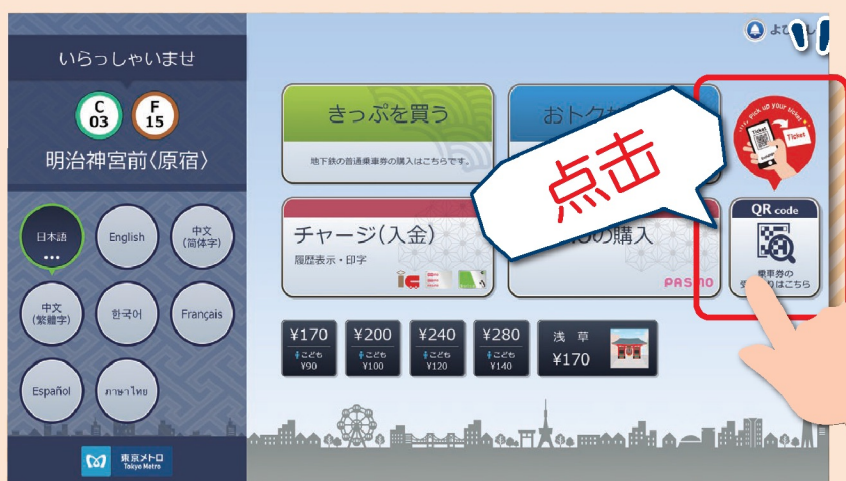 いらっしゃいませ
C
03
F
15
明治神宮前〈原宿〉
日本語
English
中文
(简体字)
中文
(繁體字)
한국어
Français
Español
ภาษาไทย
東京メトロ
Tokyo Metro
きっぷを買う
地下鉄の普通乗車券の購入はこちらです。
おトク
点击
チャージ(入金)
履歴表示・印字
の購入
PASMO
Pick up your ticket
Ticket
Ticket
QR code
乗車券の
はこちら
¥170
こども
¥90
¥200
こども
¥100
¥240
こども
¥120
¥280
こども
¥140
浅草
¥170